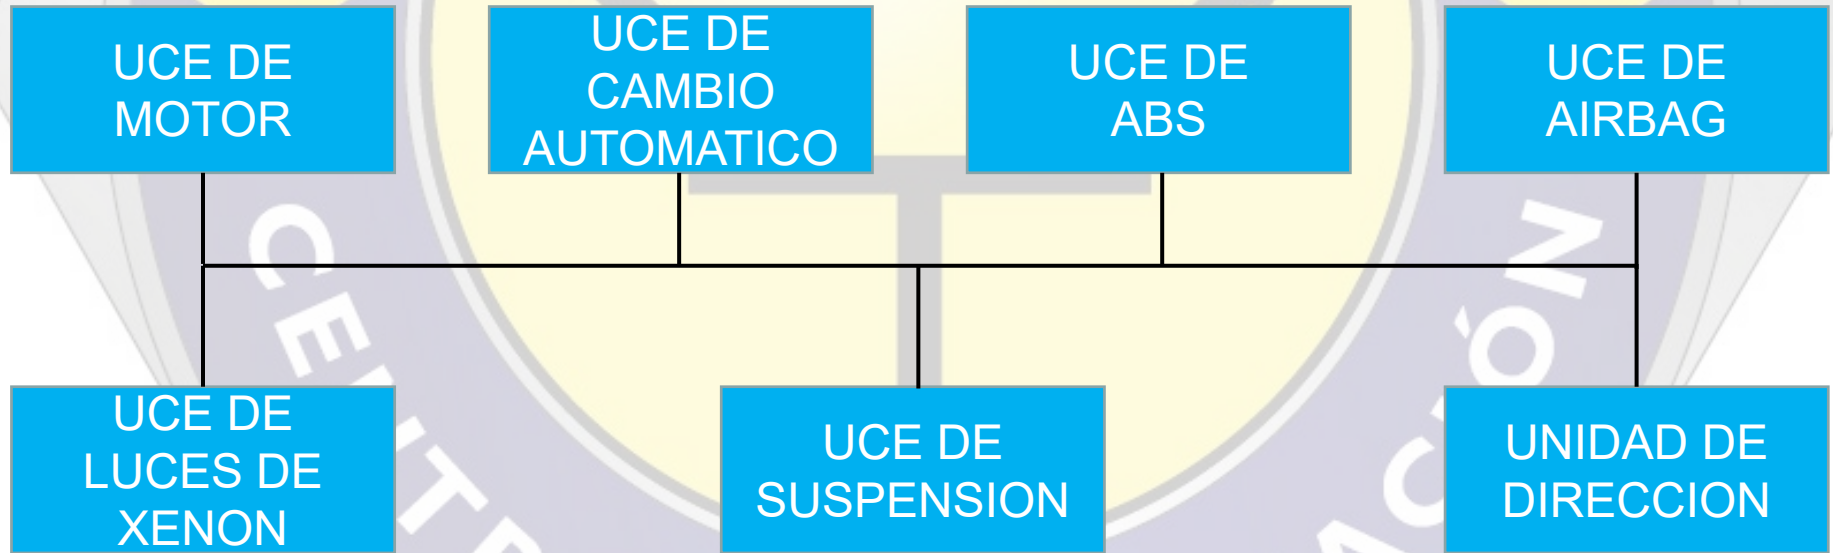 UCE DE
MOTOR
UCE DE
CAMBIO
AUTOMATICO
UCE DE
ABS
UCE DE
AIRBAG
UCE DE
LUCES DE
XENON
UCE DE
SUSPENSION
UNIDAD DE
DIRECCION